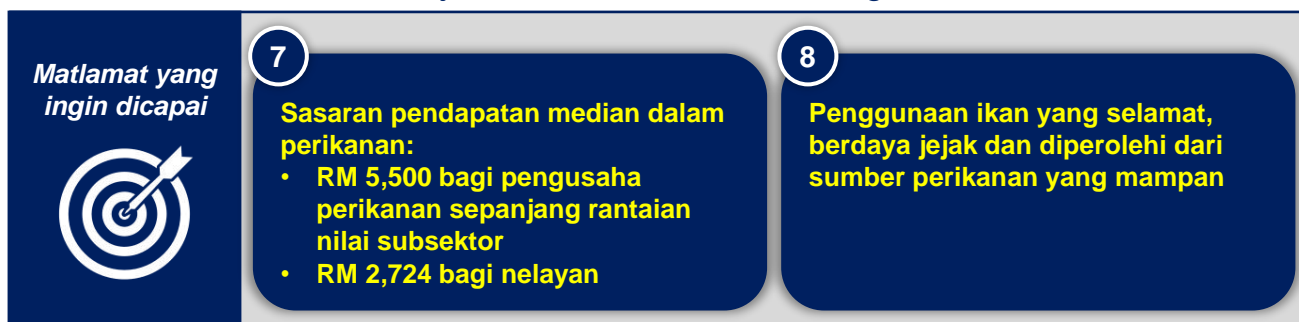 Matlamat yang
ingin dicapai
7
Sasaran pendapatan median dalam
perikanan:
• RM 5,500 bagi pengusaha
perikanan sepanjang rantaian
nilai subsektor
• RM 2,724 bagi nelayan
8
Penggunaan ikan yang selamat,
berdaya jejak dan diperolehi dari
sumber perikanan yang mampan